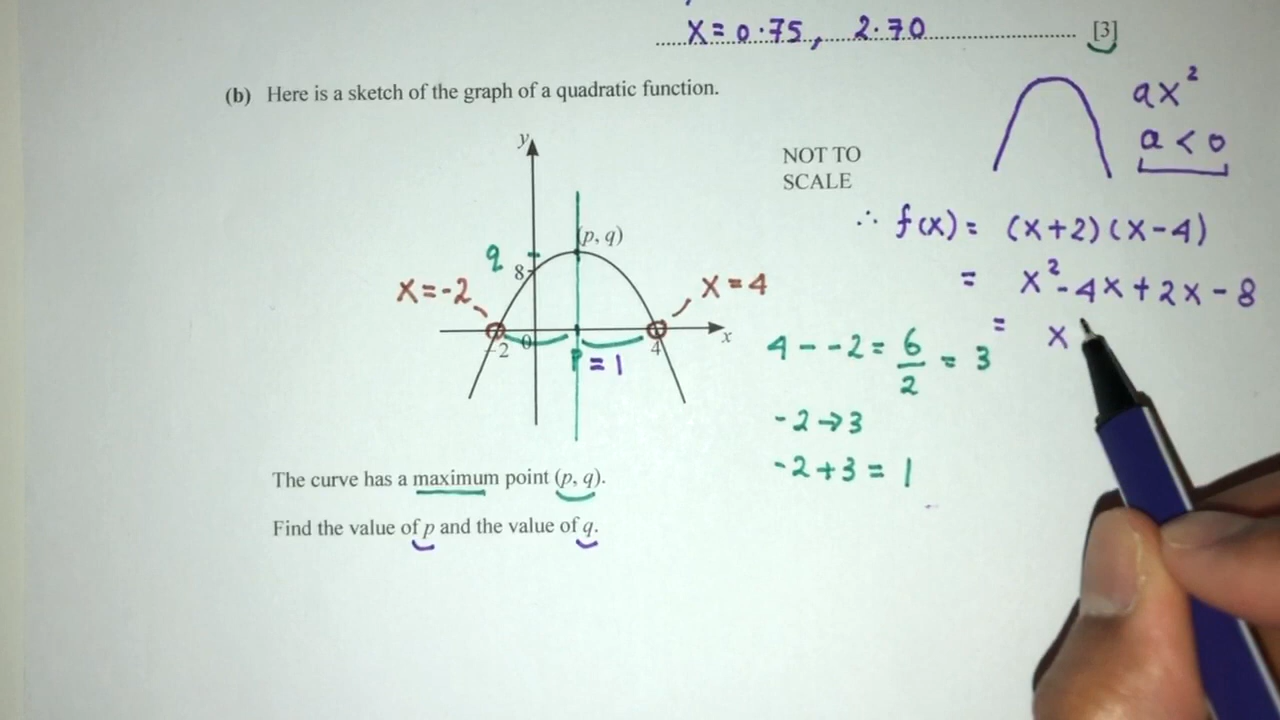 x = 0.75, 2.70 [3]
(b) Here is a sketch of the graph of a quadratic function.
ax²
a < 0
NOT TO
SCALE
y
(p, q)
q
8
x = -2
x = 4
-2
0
4
x
p = 1
∴ f(x) = (x+2)(x-4)
= x² - 4x + 2x - 8
= x
4 - -2 = 6/2 = 3
-2 → 3
-2 + 3 = 1
The curve has a maximum point (p, q).
Find the value of p and the value of q.